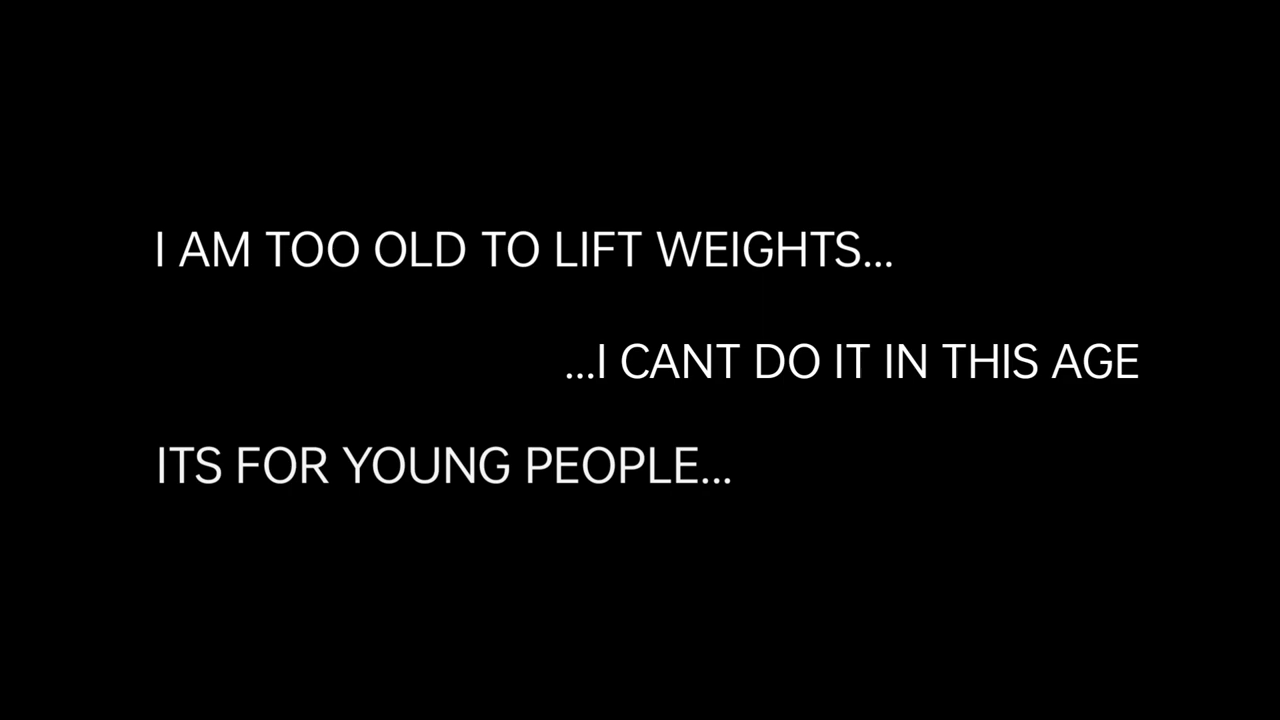 I AM TOO OLD TO LIFT WEIGHTS...
...I CANT DO IT IN THIS AGE
ITS FOR YOUNG PEOPLE...